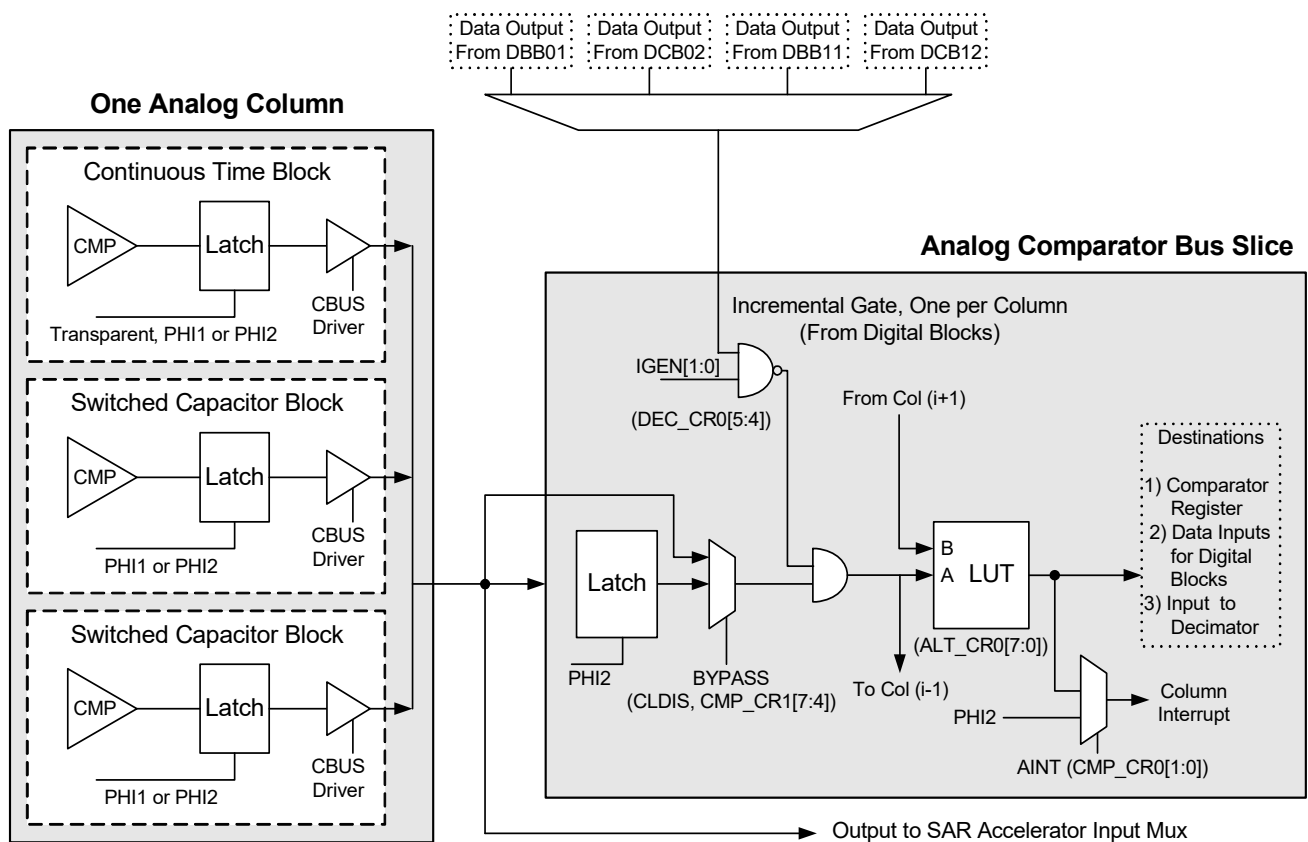 Data Output
From DBB01
Data Output
From DCB02
Data Output
From DBB11
Data Output
From DCB12
One Analog Column
Continuous Time Block
CMP
Latch
CBUS
Driver
Transparent, PHI1 or PHI2
Switched Capacitor Block
CMP
Latch
CBUS
Driver
PHI1 or PHI2
Switched Capacitor Block
CMP
Latch
CBUS
Driver
PHI1 or PHI2
Analog Comparator Bus Slice
Incremental Gate, One per Column
(From Digital Blocks)
IGEN[1:0]
(DEC_CR0[5:4])
From Col (i+1)
Latch
PHI2
BYPASS
(CLDIS, CMP_CR1[7:4])
B
A
LUT
(ALT_CR0[7:0])
To Col (i-1)
Destinations
1) Comparator
Register
2) Data Inputs
for Digital
Blocks
3) Input to
Decimator
PHI2
Column
Interrupt
AINT (CMP_CR0[1:0])
Output to SAR Accelerator Input Mux